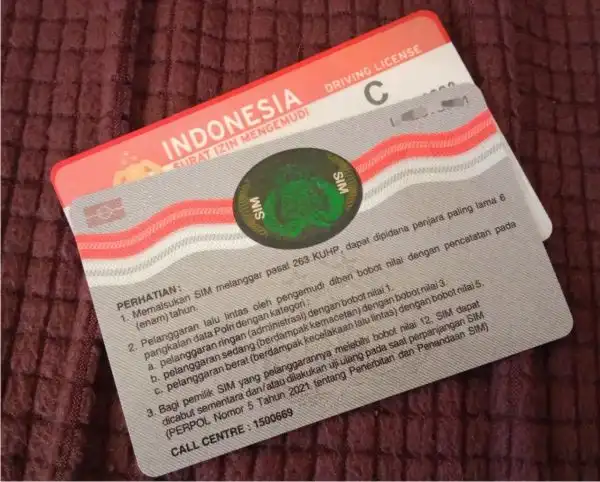 INDONESIA
DRIVING LICENSE
SURAT IZIN MENGEMUDI
C
SIM
SIM
PERHATIAN :
1. Memalsukan SIM melanggar pasal 263 KUHP, dapat dipidana penjara paling lama 6
(enam) tahun.
2. Pelanggaran lalu lintas oleh pengemudi diberi bobot nilai dengan pencatatan pada
pangkalan data Polri dengan kategori :
a. pelanggaran ringan (administrasi) dengan bobot nilai 1.
b. pelanggaran sedang (berdampak kemacetan) dengan bobot nilai 3.
c. pelanggaran berat (berdampak kecelakaan lalu lintas) dengan bobot nilai 5.
3. Bagi pemilik SIM yang pelanggarannya melebihi bobot nilai 12, SIM dapat
dicabut sementara dan/atau dilakukan uji ulang pada saat perpanjangan SIM
(PERPOL Nomor 5 Tahun 2021 tentang Penerbitan dan Penandaan SIM)
CALL CENTRE : 1500669